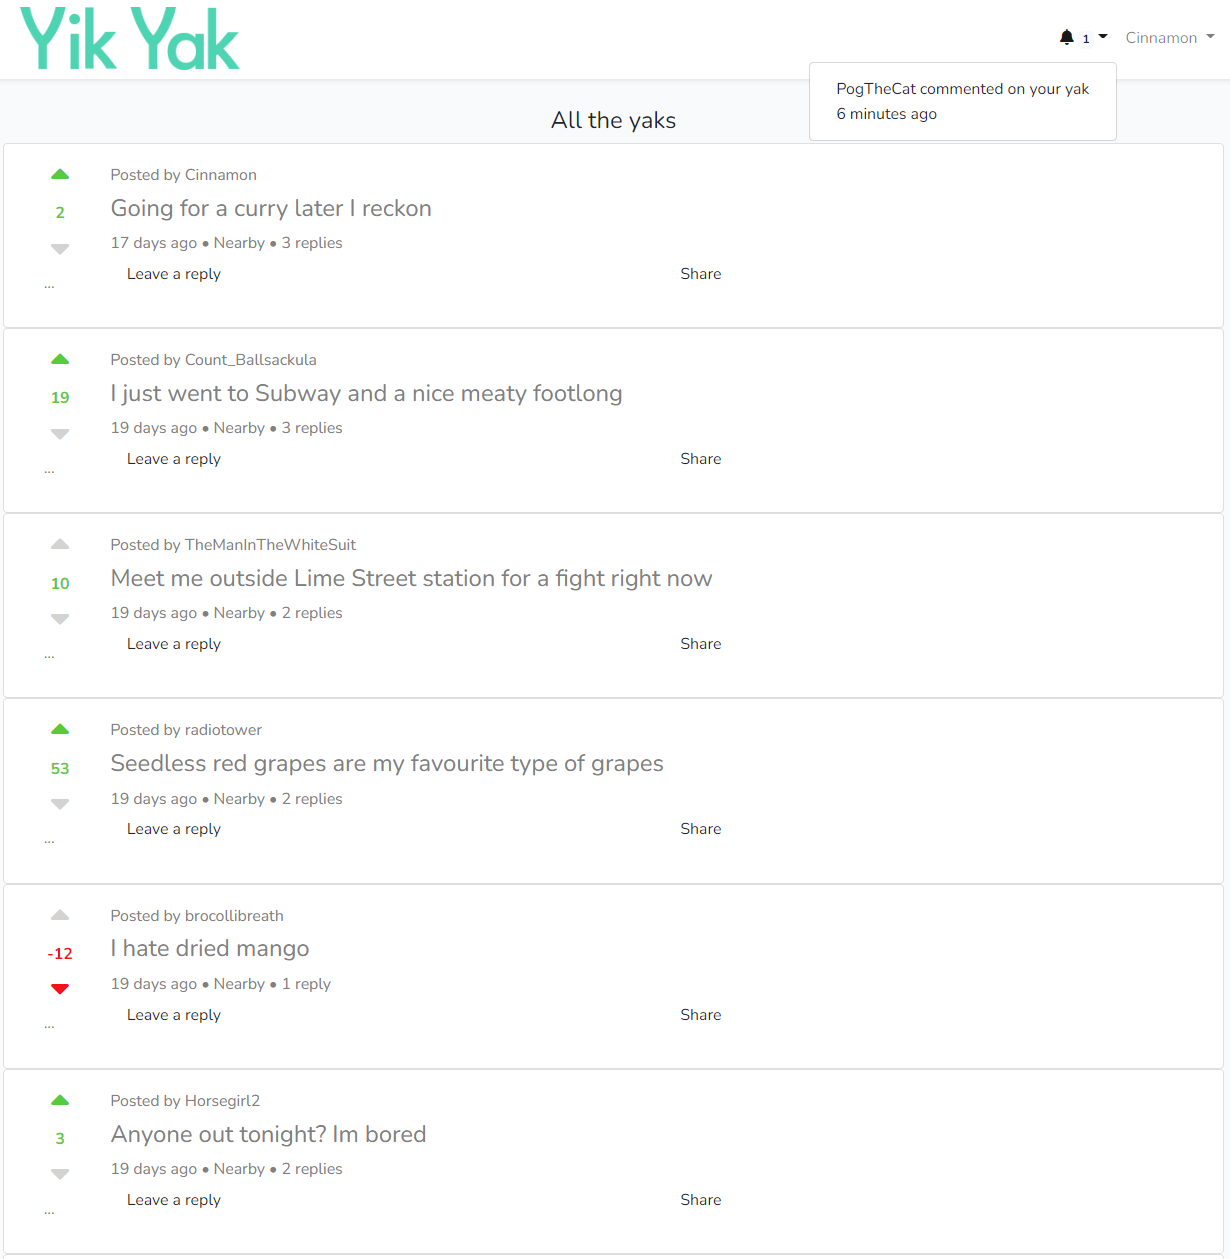 Yik Yak
1
Cinnamon
PogTheCat commented on your yak
6 minutes ago
All the yaks
Posted by Cinnamon
2
Going for a curry later I reckon
17 days ago • Nearby • 3 replies
Leave a reply
Share
...
Posted by Count_Ballsackula
19
I just went to Subway and a nice meaty footlong
19 days ago • Nearby • 3 replies
Leave a reply
Share
...
Posted by TheManInTheWhiteSuit
10
Meet me outside Lime Street station for a fight right now
19 days ago • Nearby • 2 replies
Leave a reply
Share
...
Posted by radiotower
53
Seedless red grapes are my favourite type of grapes
19 days ago • Nearby • 2 replies
Leave a reply
Share
...
Posted by brocollibreath
-12
I hate dried mango
19 days ago • Nearby • 1 reply
Leave a reply
Share
...
Posted by Horsegirl2
3
Anyone out tonight? Im bored
19 days ago • Nearby • 2 replies
Leave a reply
Share
...